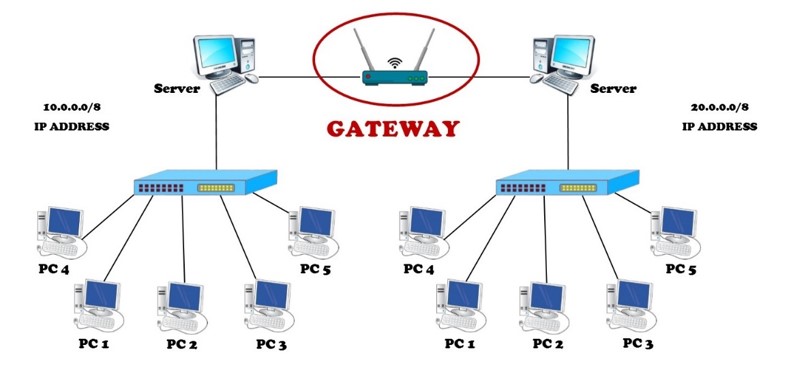 Server
Server
10.0.0.0/8
IP ADDRESS
GATEWAY
20.0.0.0/8
IP ADDRESS
PC 4
PC 5
PC 4
PC 5
PC 1
PC 2
PC 3
PC 1
PC 2
PC 3